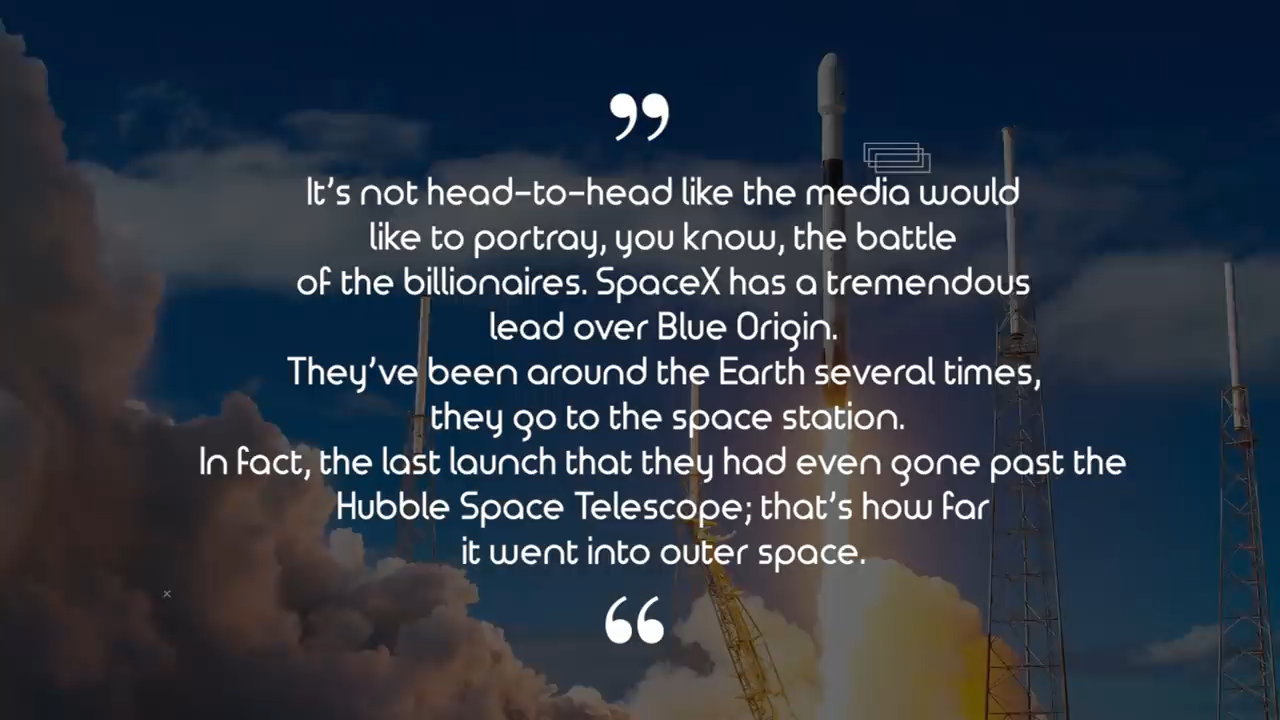 ”
It's not head-to-head like the media would
like to portray, you know, the battle
of the billionaires. SpaceX has a tremendous
lead over Blue Origin.
They've been around the Earth several times,
they go to the space station.
In fact, the last launch that they had even gone past the
Hubble Space Telescope; that's how far
it went into outer space.
“